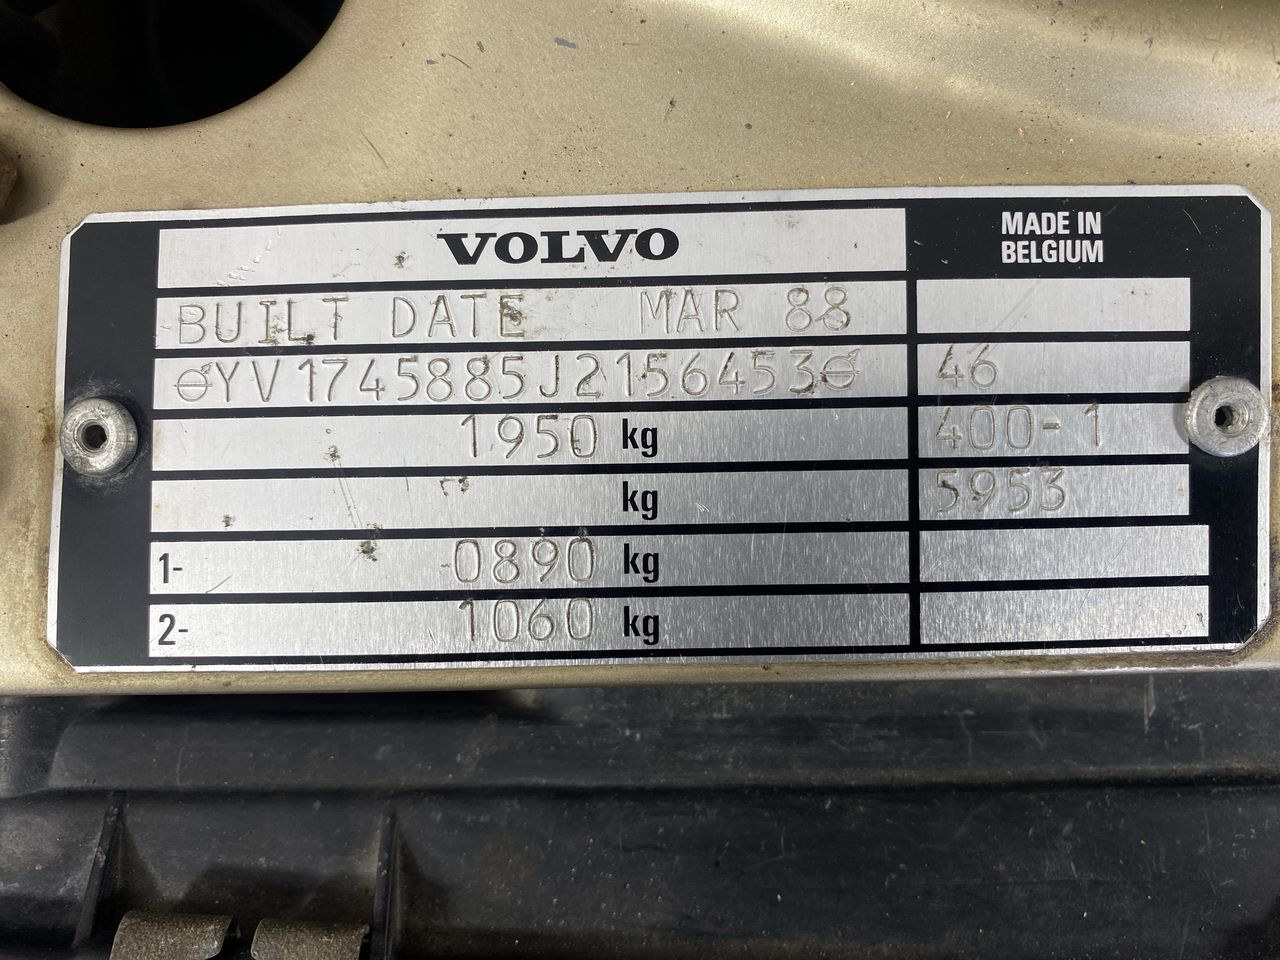 VOLVO
MADE IN
BELGIUM
BUILT DATE MAR 88
YV1745885J2156453 46
1950 kg 400-1
kg 5953
1- 0890 kg
2- 1060 kg